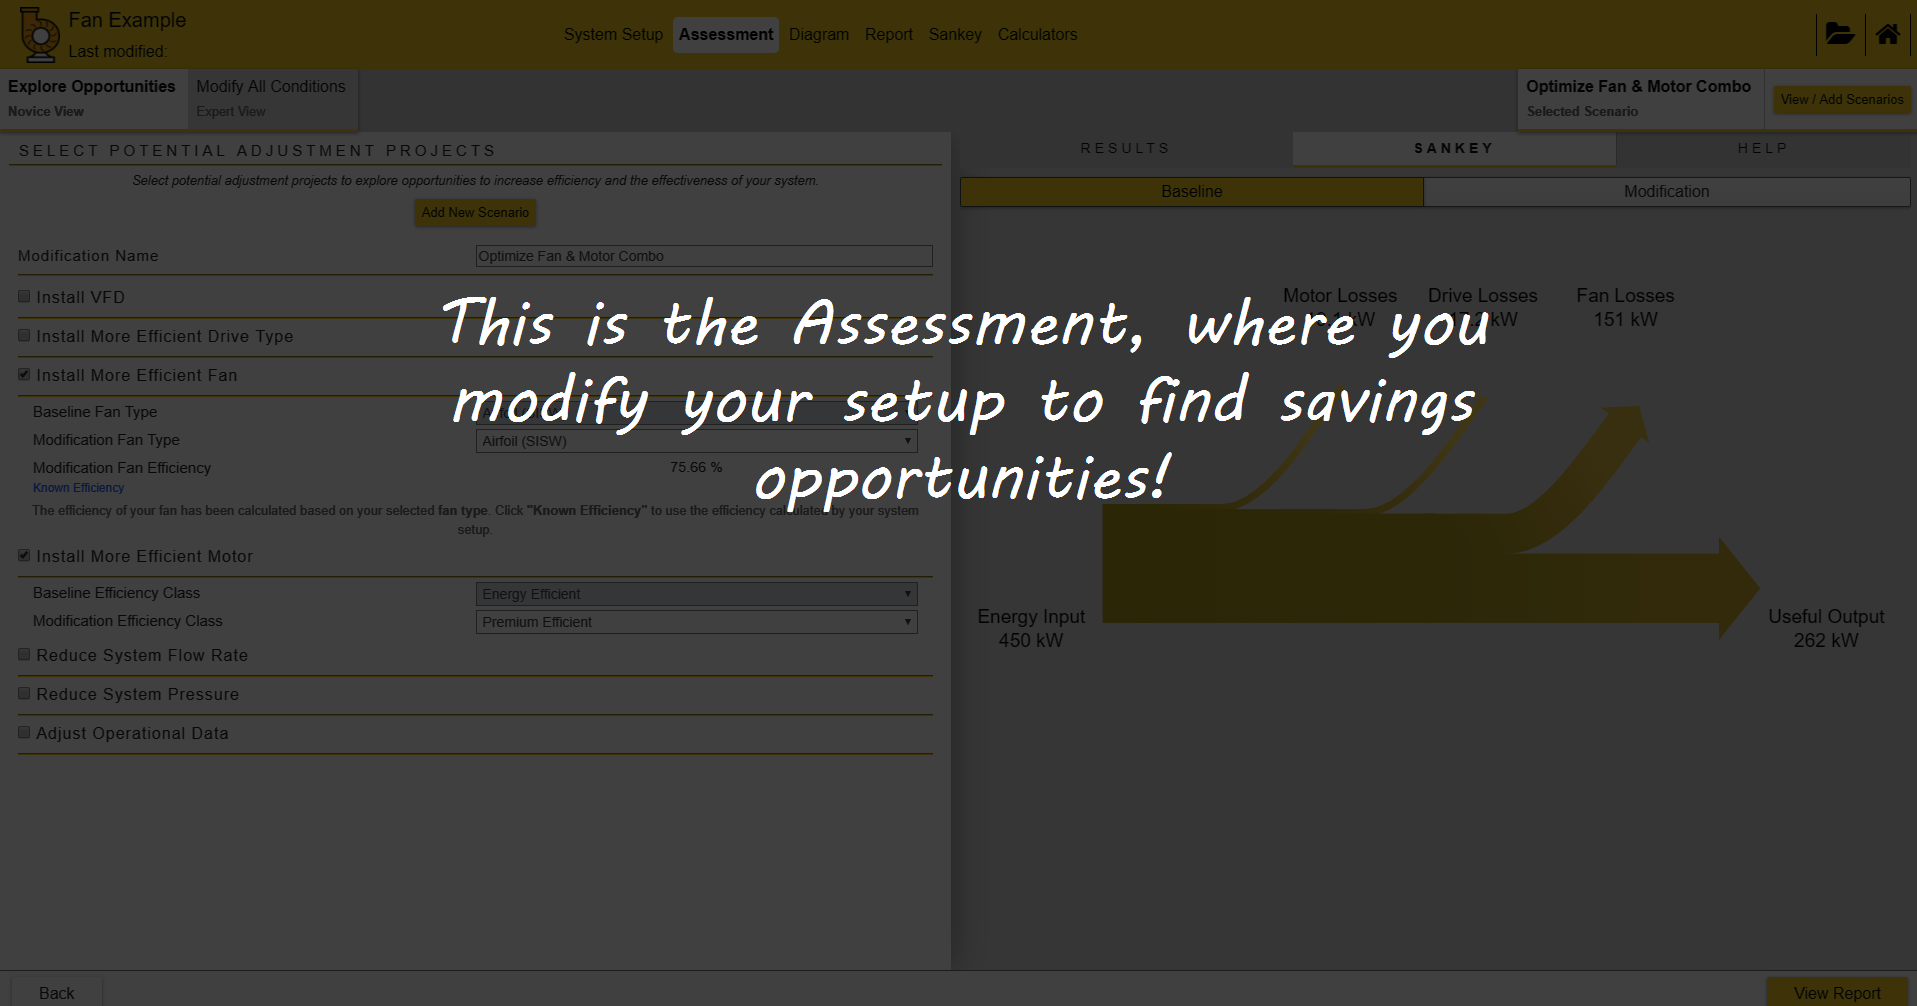 Fan Example
Last modified:
System Setup Assessment Diagram Report Sankey Calculators
Explore Opportunities
Novice View
Modify All Conditions
Expert View
Optimize Fan & Motor Combo
Selected Scenario
View / Add Scenarios
SELECT POTENTIAL ADJUSTMENT PROJECTS
Select potential adjustment projects to explore opportunities to increase efficiency and the effectiveness of your system.
Add New Scenario
Modification Name
Optimize Fan & Motor Combo
Install VFD
Install More Efficient Drive Type
Install More Efficient Fan
Baseline Fan Type
Modification Fan Type
Airfoil (SISW)
Modification Fan Efficiency
75.66 %
Known Efficiency
The efficiency of your fan has been calculated based on your selected fan type. Click "Known Efficiency" to use the efficiency calculated by your system
setup.
Install More Efficient Motor
Baseline Efficiency Class
Energy Efficient
Modification Efficiency Class
Premium Efficient
Reduce System Flow Rate
Reduce System Pressure
Adjust Operational Data
RESULTS SANKEY HELP
Baseline Modification
Motor Losses
kW
Drive Losses
kW
Fan Losses
151 kW
Energy Input
450 kW
Useful Output
262 kW
This is the Assessment, where you
modify your setup to find savings
opportunities!
Back
View Report